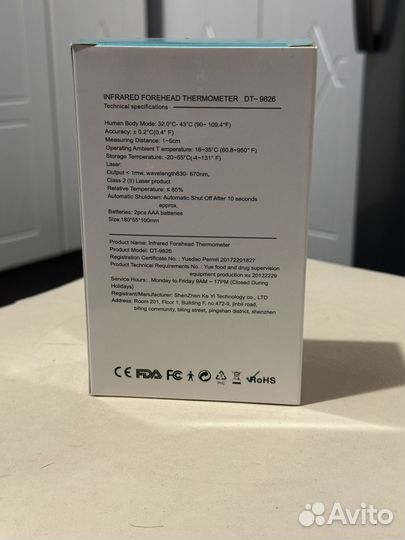 INFRARED FOREHEAD THERMOMETER DT-9826
Technical specifications
Human Body Mode: 32.0°C- 43°C (90~ 109.4°F)
Accuracy: ± 0.2°C(0.4° F)
Measuring Distance: 1~5cm
Operating Ambient T emperature: 16~35°C (60.8~950° F)
Storage Temperature: -20~55°C(-4~131° F)
Laser:
Output < 1mw, wavelength630- 670nm,
Class 2 (II) Laser product
Relative Temperature: ≤ 85%
Automatic Shutdown: Automatic Shut Off After 10 seconds
approx.
Batteries: 2pcs AAA batteries
Size:180*55*100mm
Product Name: Infrared Forehead Thermometer
Product Model: DT-9826
Registration Certificate No.: Yuedao Permit 20172201827
Product Technical Requirements No.: Yue food and drug supervision
equipment supervision xu 20122229
Service Hours: Monday to Friday 9AM – 17PM (Closed During
Holidays)
Registrant/Manufacturer: ShenZhen Ke Yi Technology co., LTD
Address: Room 201, Floor 1, Building F, no.472-9, jinbil road,
biling community, biling street, pingshan district, shenzhen
CE FDA FC PHC RoHS
Avito